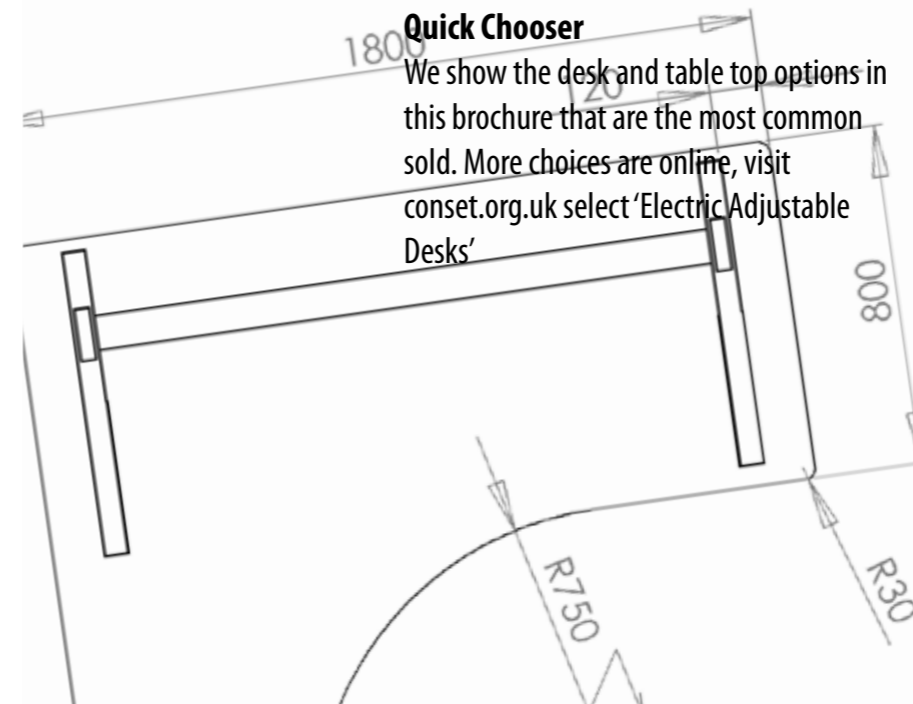 Quick Chooser
We show the desk and table top options in
this brochure that are the most common
sold. More choices are online, visit
conset.org.uk select ‘Electric Adjustable
Desks’
1800
120
800
R750
R30